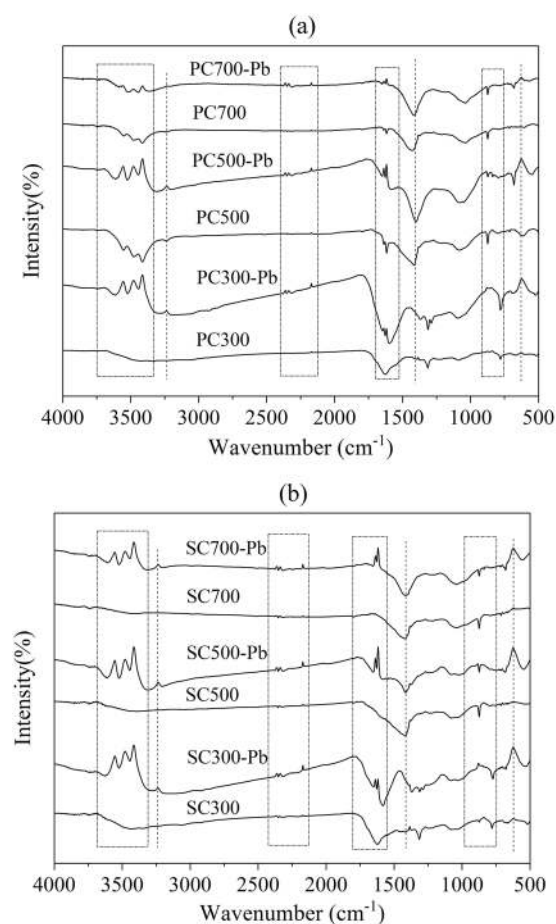 (a)
PC700-Pb
PC700
PC500-Pb
PC500
PC300-Pb
PC300
Intensity(%)
4000 3500 3000 2500 2000 1500 1000 500
Wavenumber (cm⁻¹)
(b)
SC700-Pb
SC700
SC500-Pb
SC500
SC300-Pb
SC300
Intensity(%)
4000 3500 3000 2500 2000 1500 1000 500
Wavenumber (cm⁻¹)